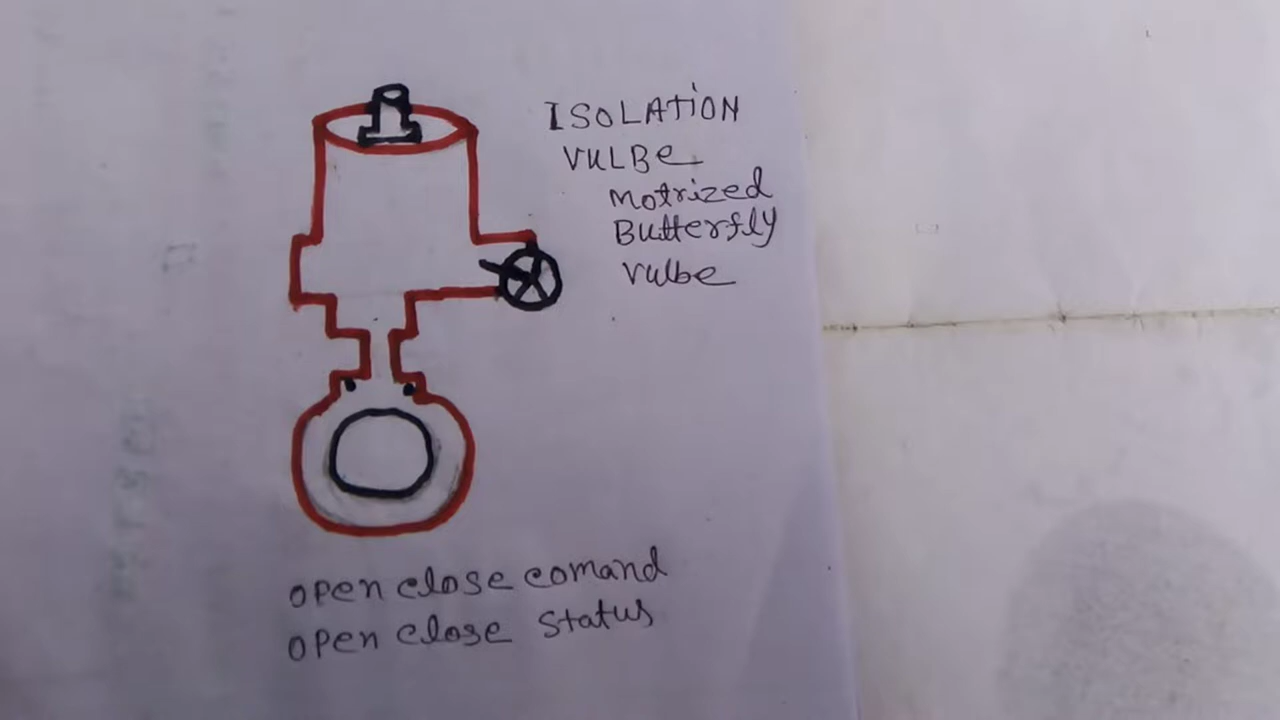 ISOLATION
VULBe
Motrized
Butterfly
Vulbe
open close comand
open close status